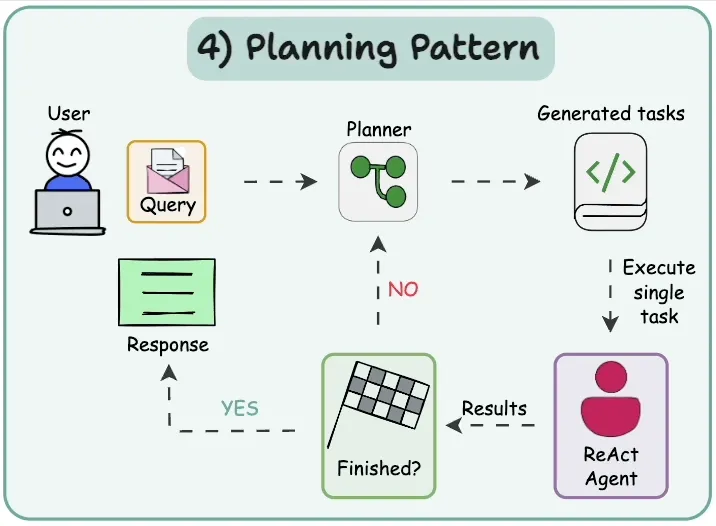 4) Planning Pattern
User
Query
Planner
Generated tasks
</>
Execute
single
task
NO
Response
YES
Finished?
Results
ReAct
Agent